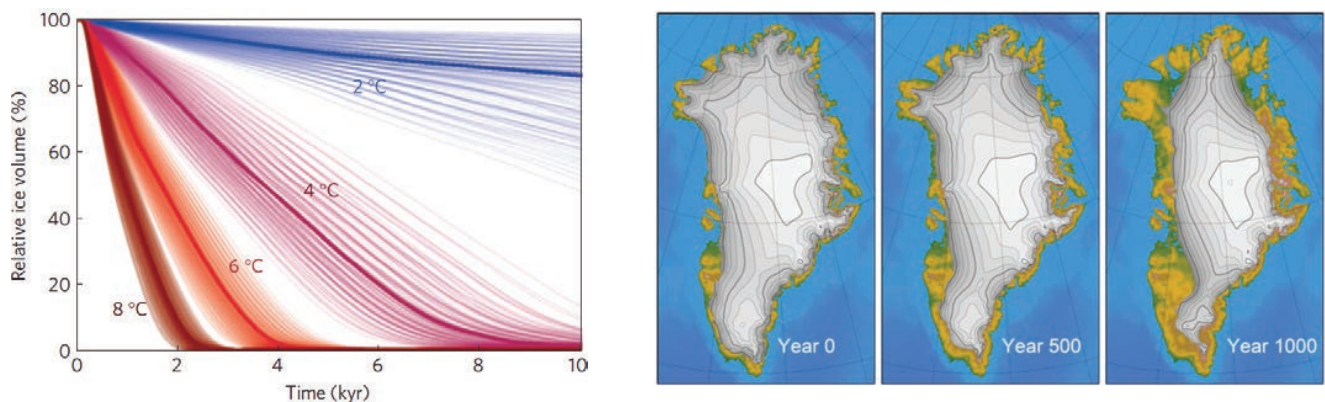 Relative ice volume (%)
100
80
60
40
20
0
2 °C
4 °C
6 °C
8 °C
0 2 4 6 8 10
Time (kyr)
Year 0
Year 500
Year 1000